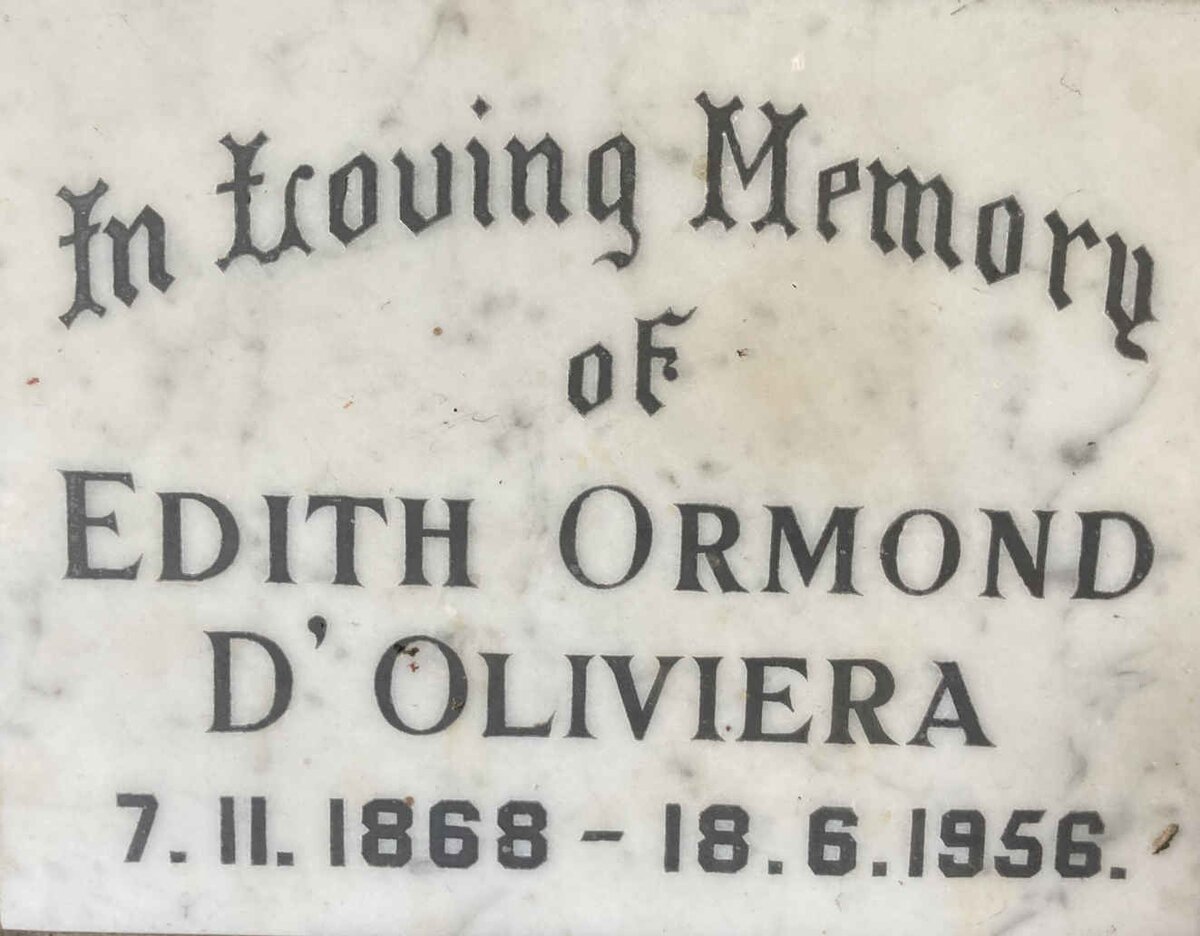 In Loving Memory
of
EDITH ORMOND
D'OLIVIERA
7.11.1868 - 18.6.1956.